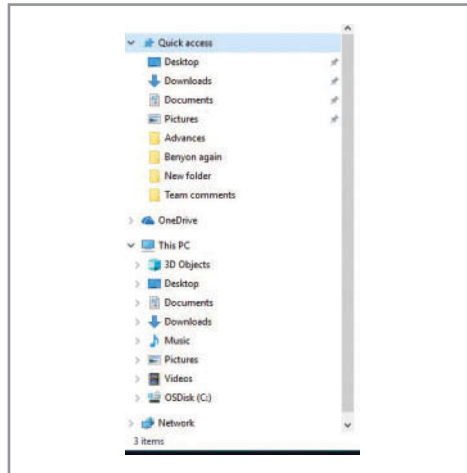 Quick access
Desktop
Downloads
Documents
Pictures
Advances
Benyon again
New folder
Team comments
OneDrive
This PC
3D Objects
Desktop
Documents
Downloads
Music
Pictures
Videos
OSDisk (C:)
Network
3 items